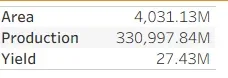 Area 4,031.13M
Production 330,997.84M
Yield 27.43M